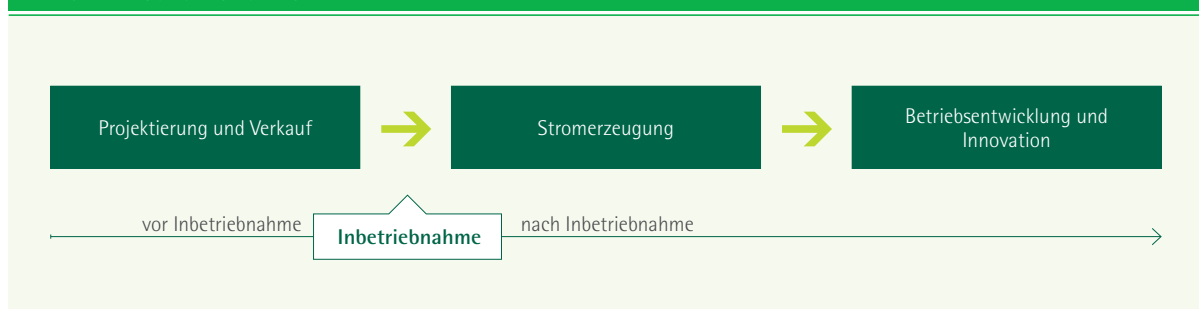 Projektierung und Verkauf
Stromerzeugung
Betriebsentwicklung und
Innovation
vor Inbetriebnahme
Inbetriebnahme
nach Inbetriebnahme